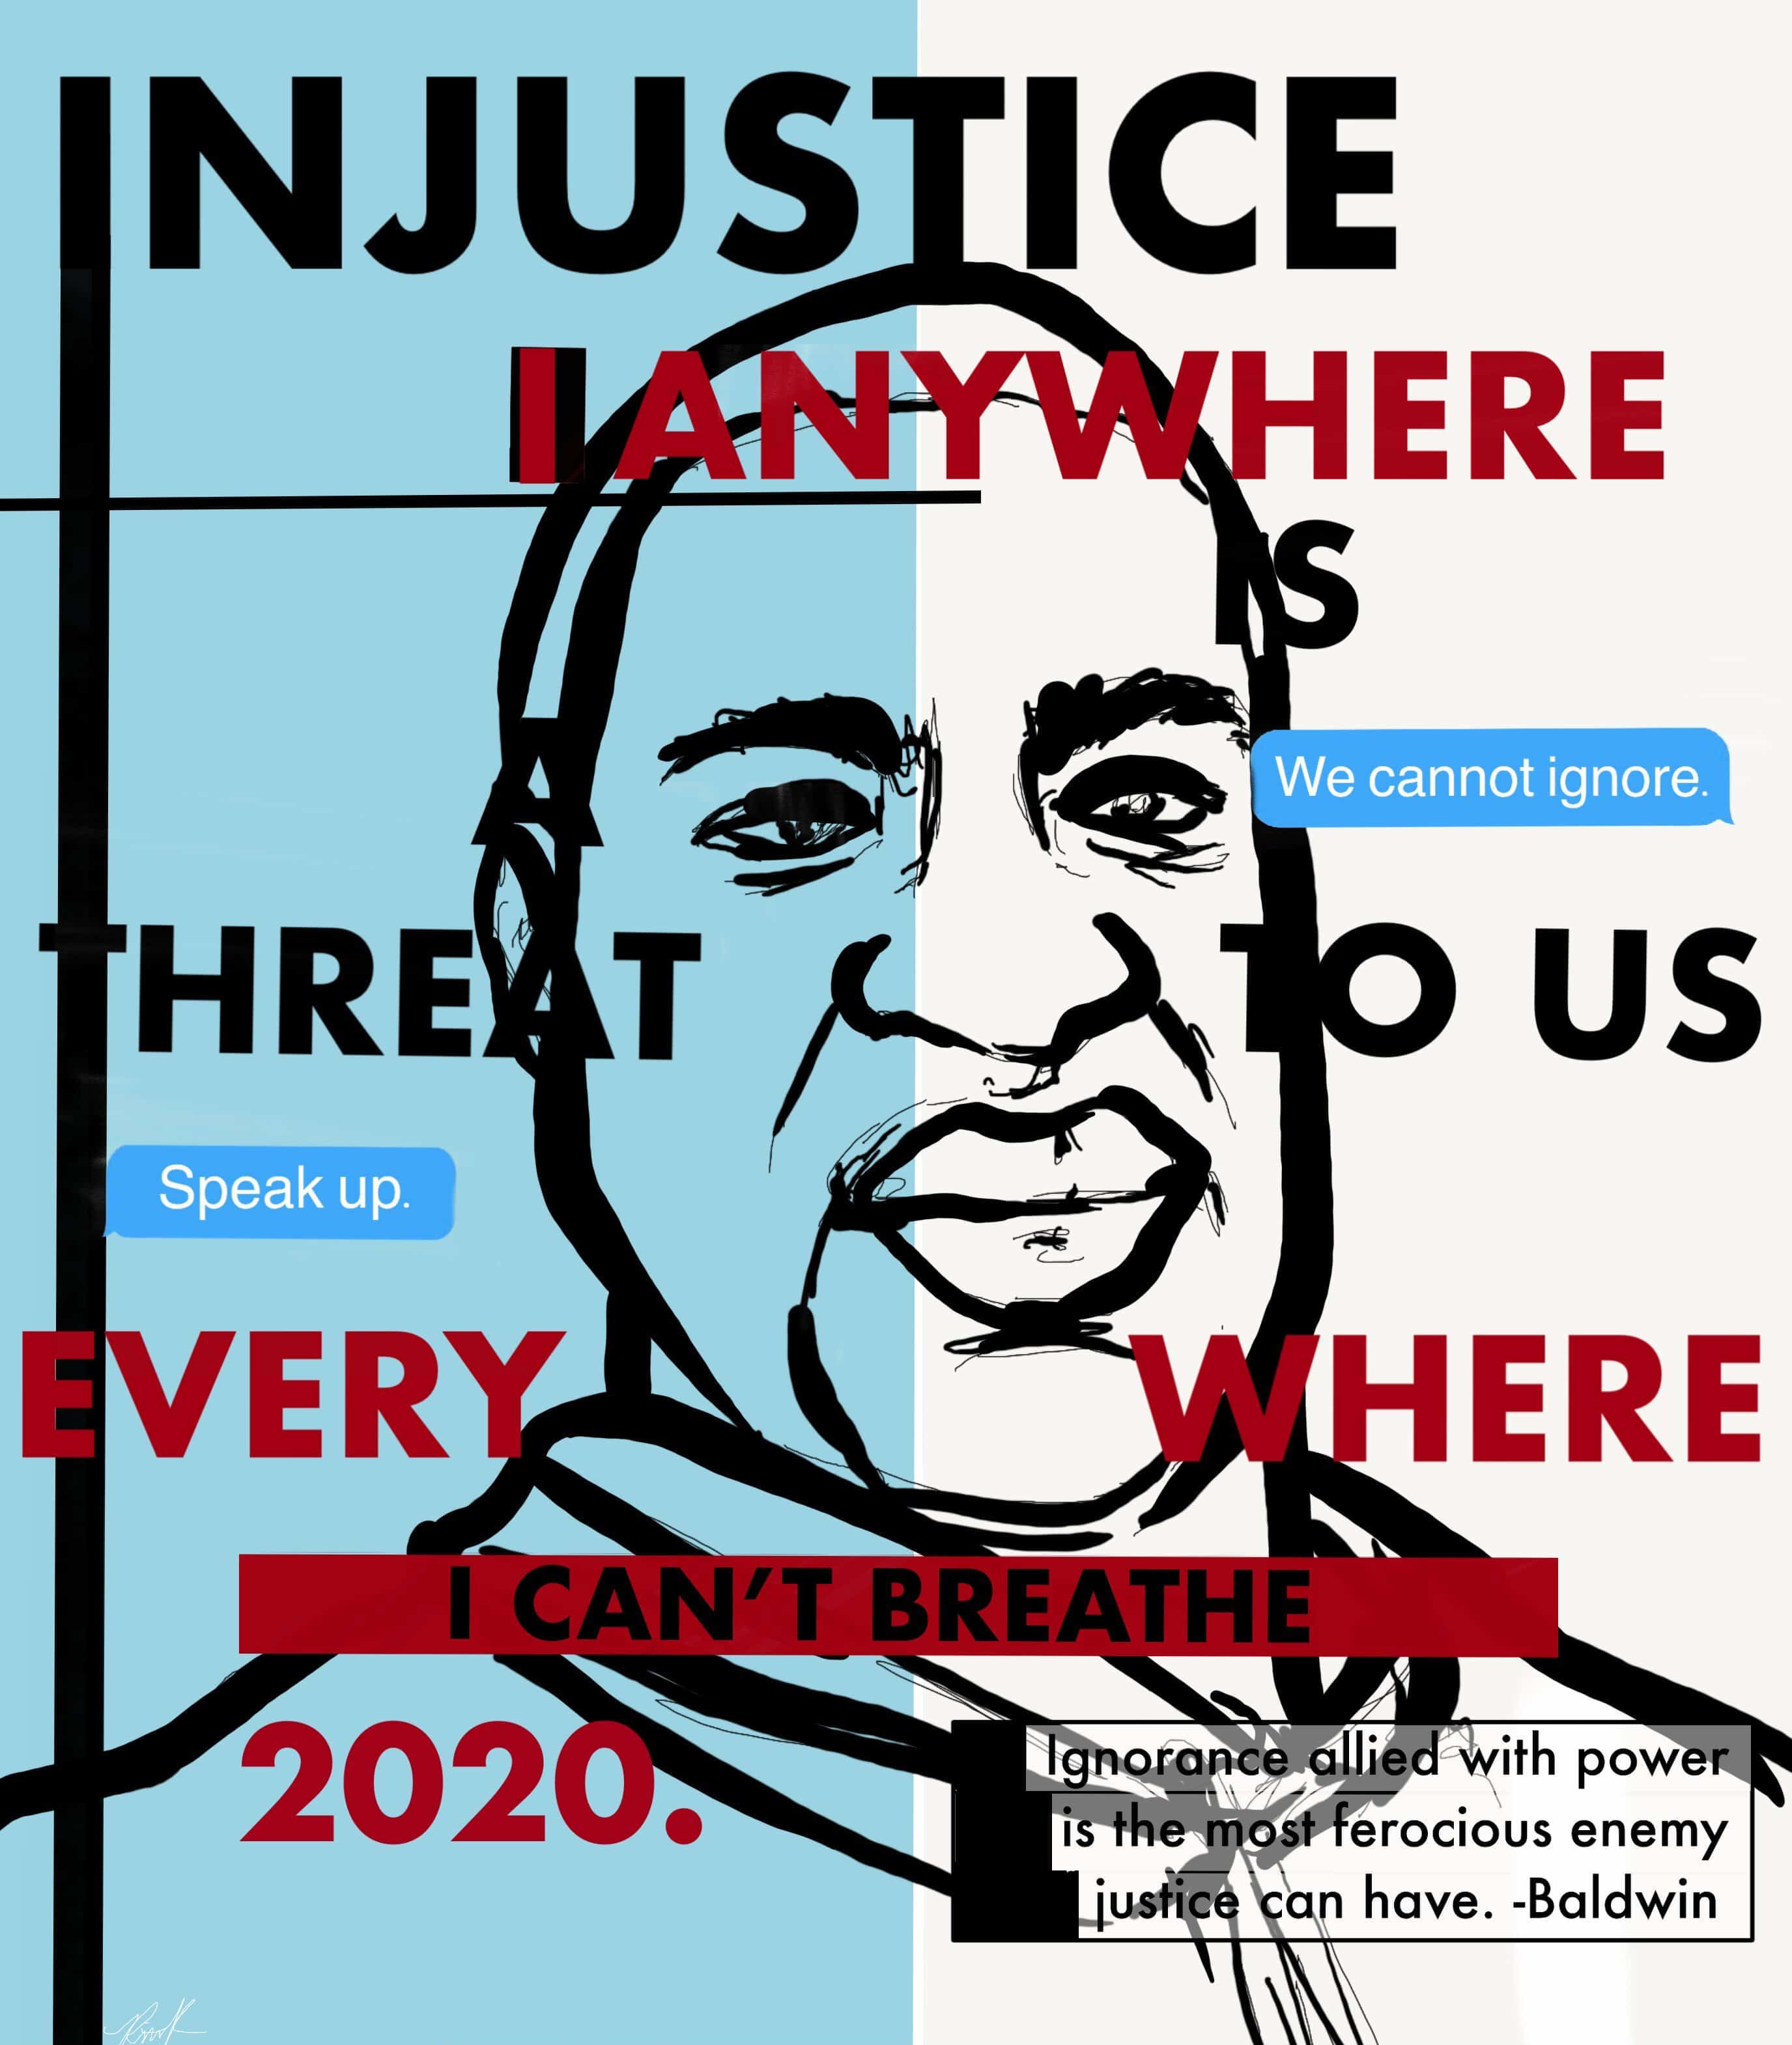 INJUSTICE
I ANYWHERE
IS
A
We cannot ignore.
THREAT TO US
Speak up.
EVERY WHERE
I CAN'T BREATHE
2020.
Ignorance allied with power
is the most ferocious enemy
justice can have. -Baldwin